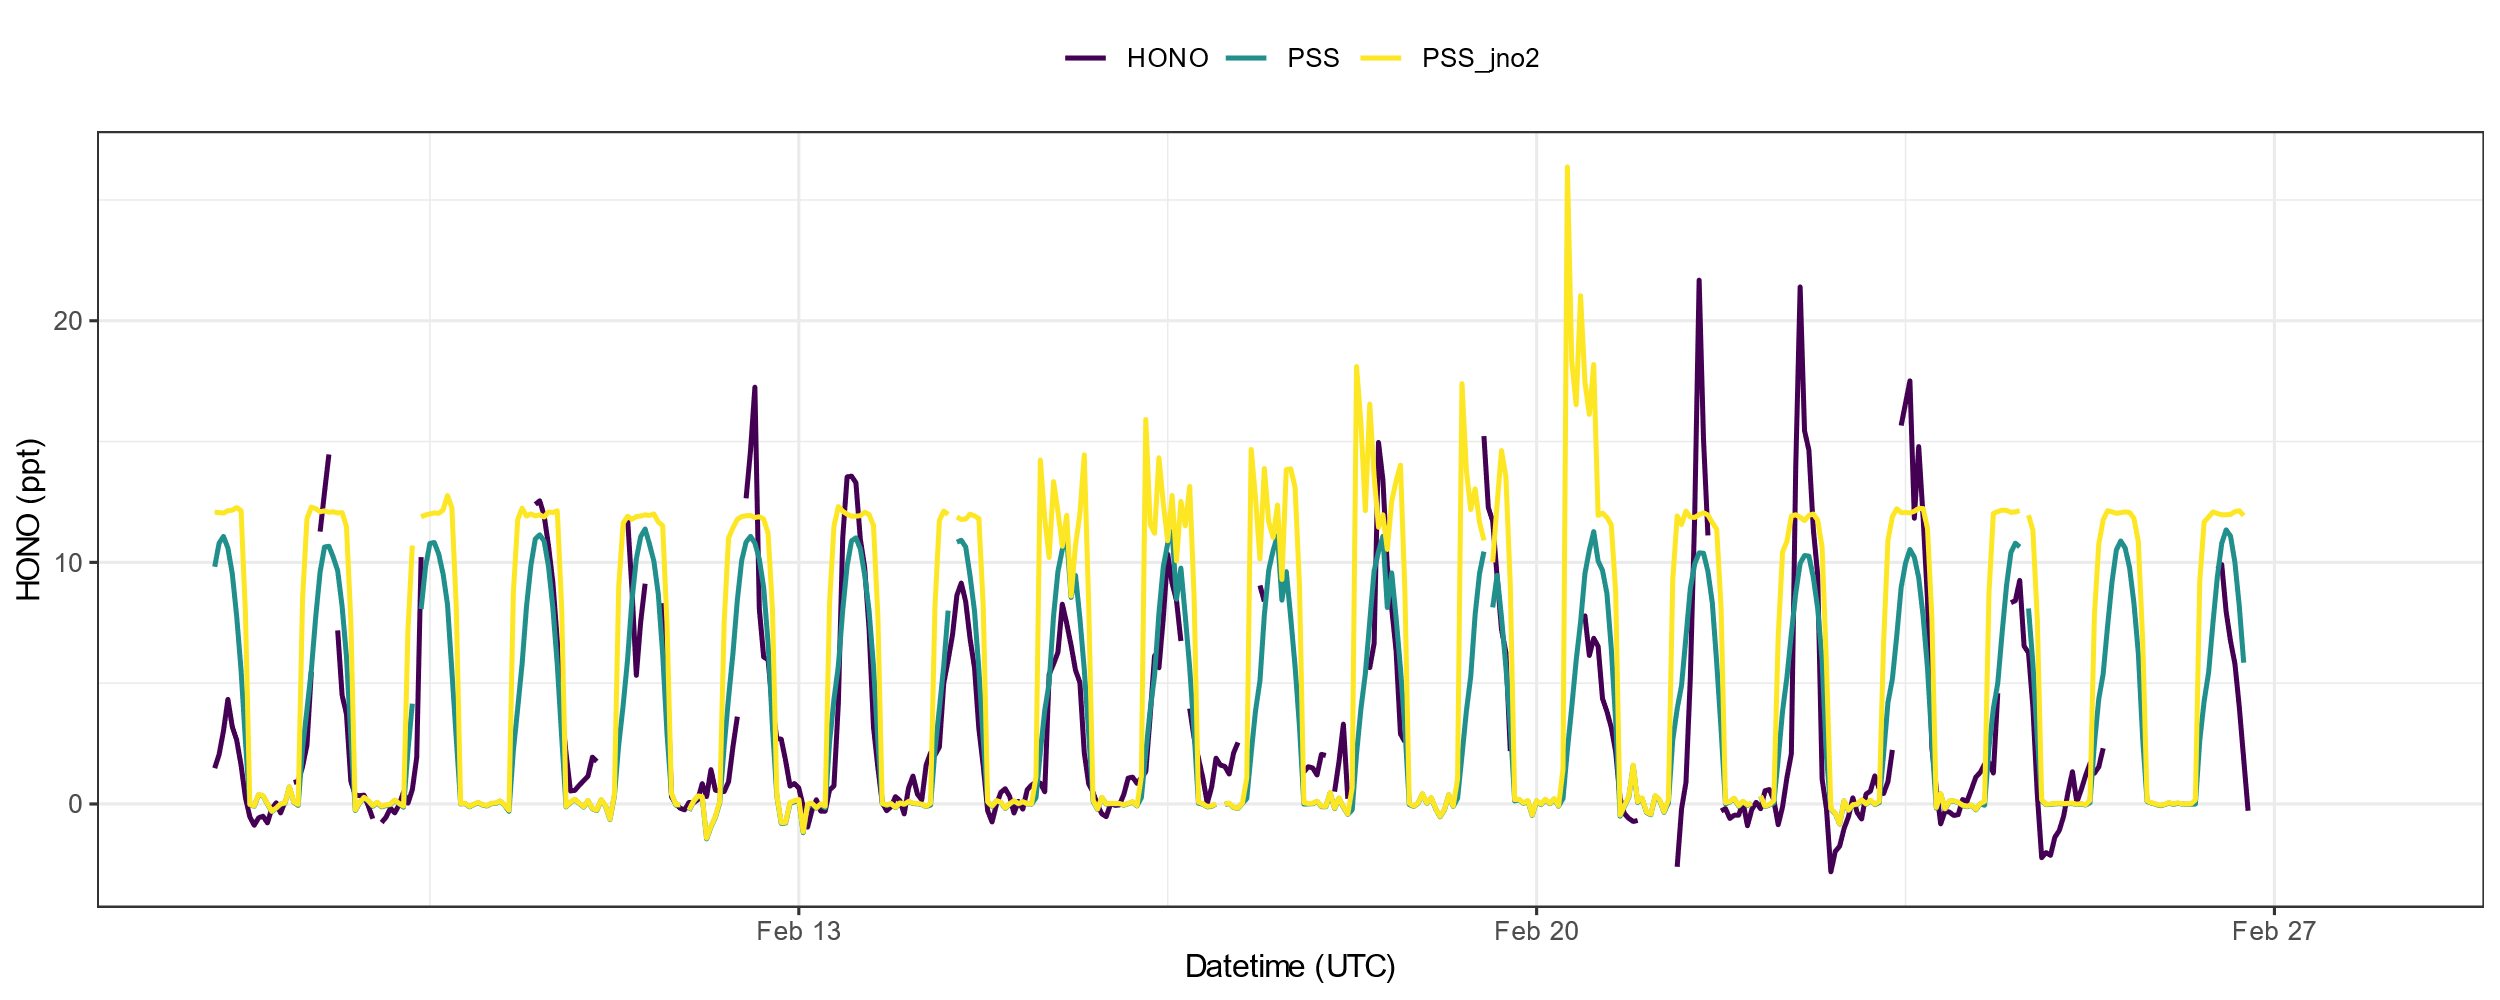 HONO PSS PSS_jno2
20
10
0
HONO (ppt)
Feb 13 Feb 20 Feb 27
Datetime (UTC)